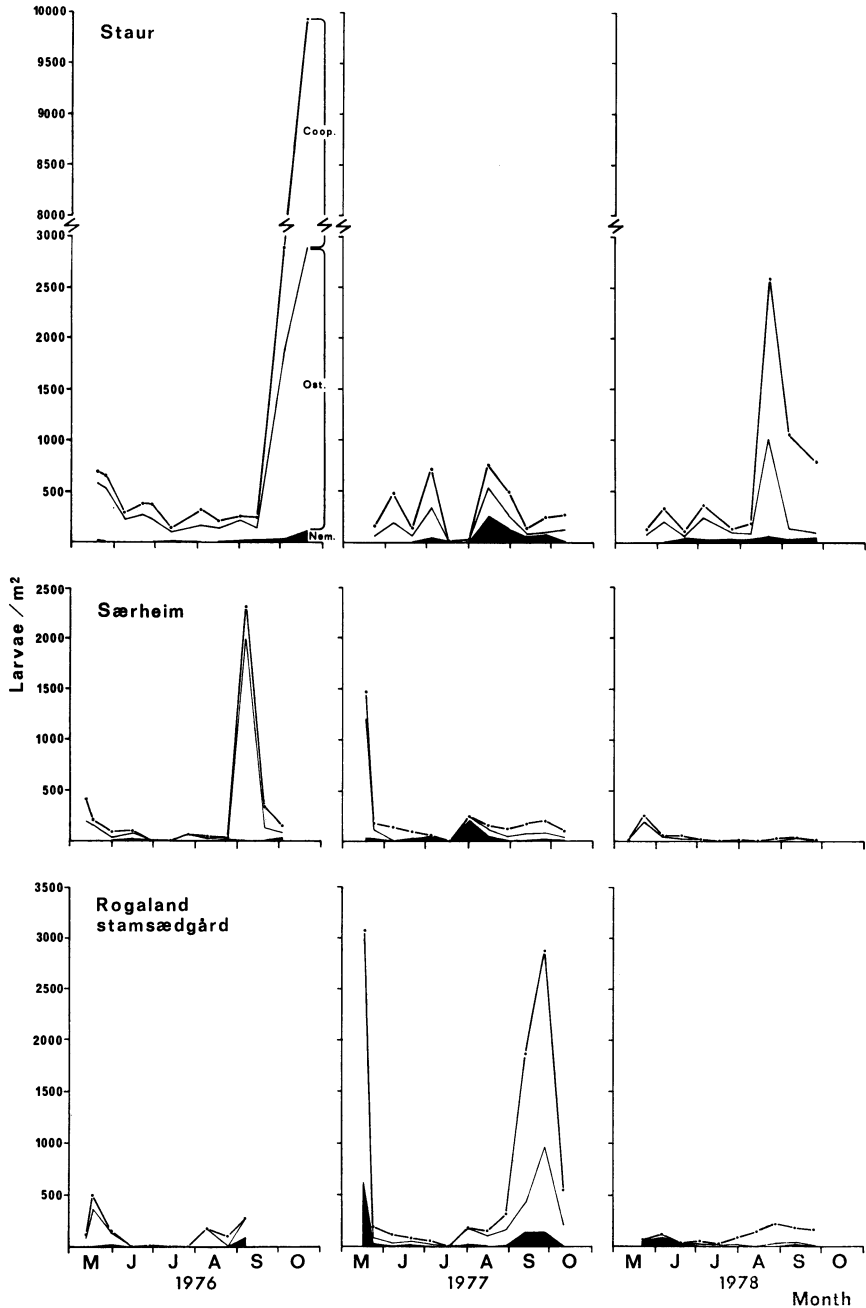 Staur
10000
9500
9000
8500
8000
3000
2500
2000
1500
1000
500
Coop.
Ost.
Nem.
Larvae / m²
Særheim
2500
2000
1500
1000
500
Rogaland
stamsædgård
3500
3000
2500
2000
1500
1000
500
M J J A S O M J J A S O M J J A S O
1976 1977 1978
Month